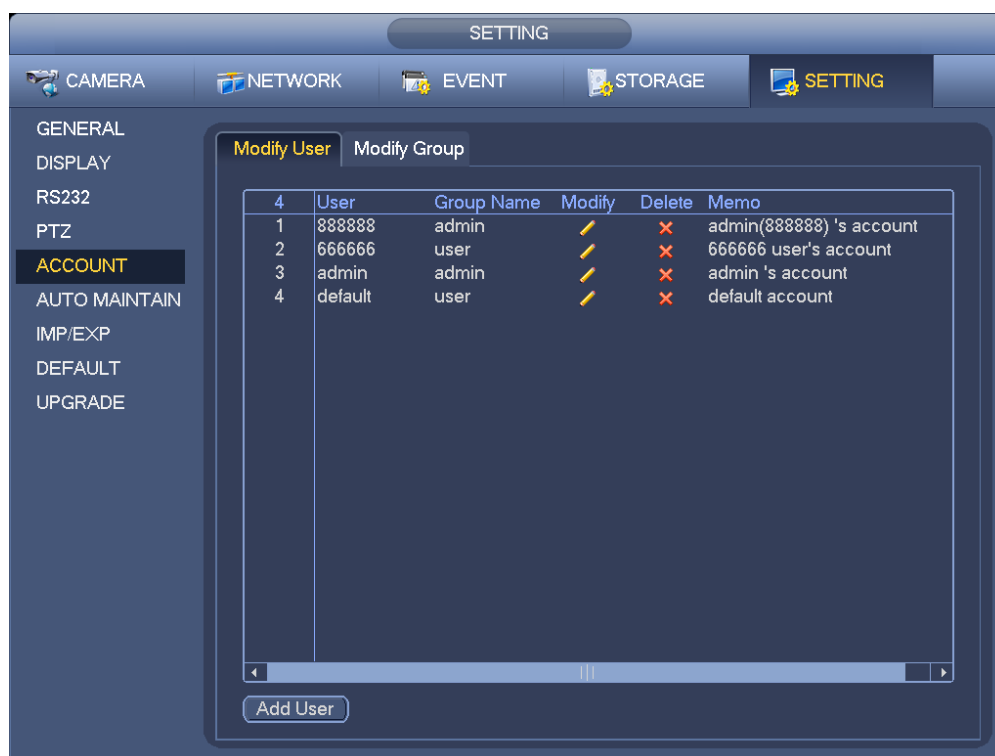 SETTING
CAMERA NETWORK EVENT STORAGE SETTING
GENERAL
DISPLAY
RS232
PTZ
ACCOUNT
AUTO MAINTAIN
IMP/EXP
DEFAULT
UPGRADE
Modify User Modify Group
4 User Group Name Modify Delete Memo
1 888888 admin admin(888888) 's account
2 666666 user 666666 user's account
3 admin admin admin 's account
4 default user default account
Add User